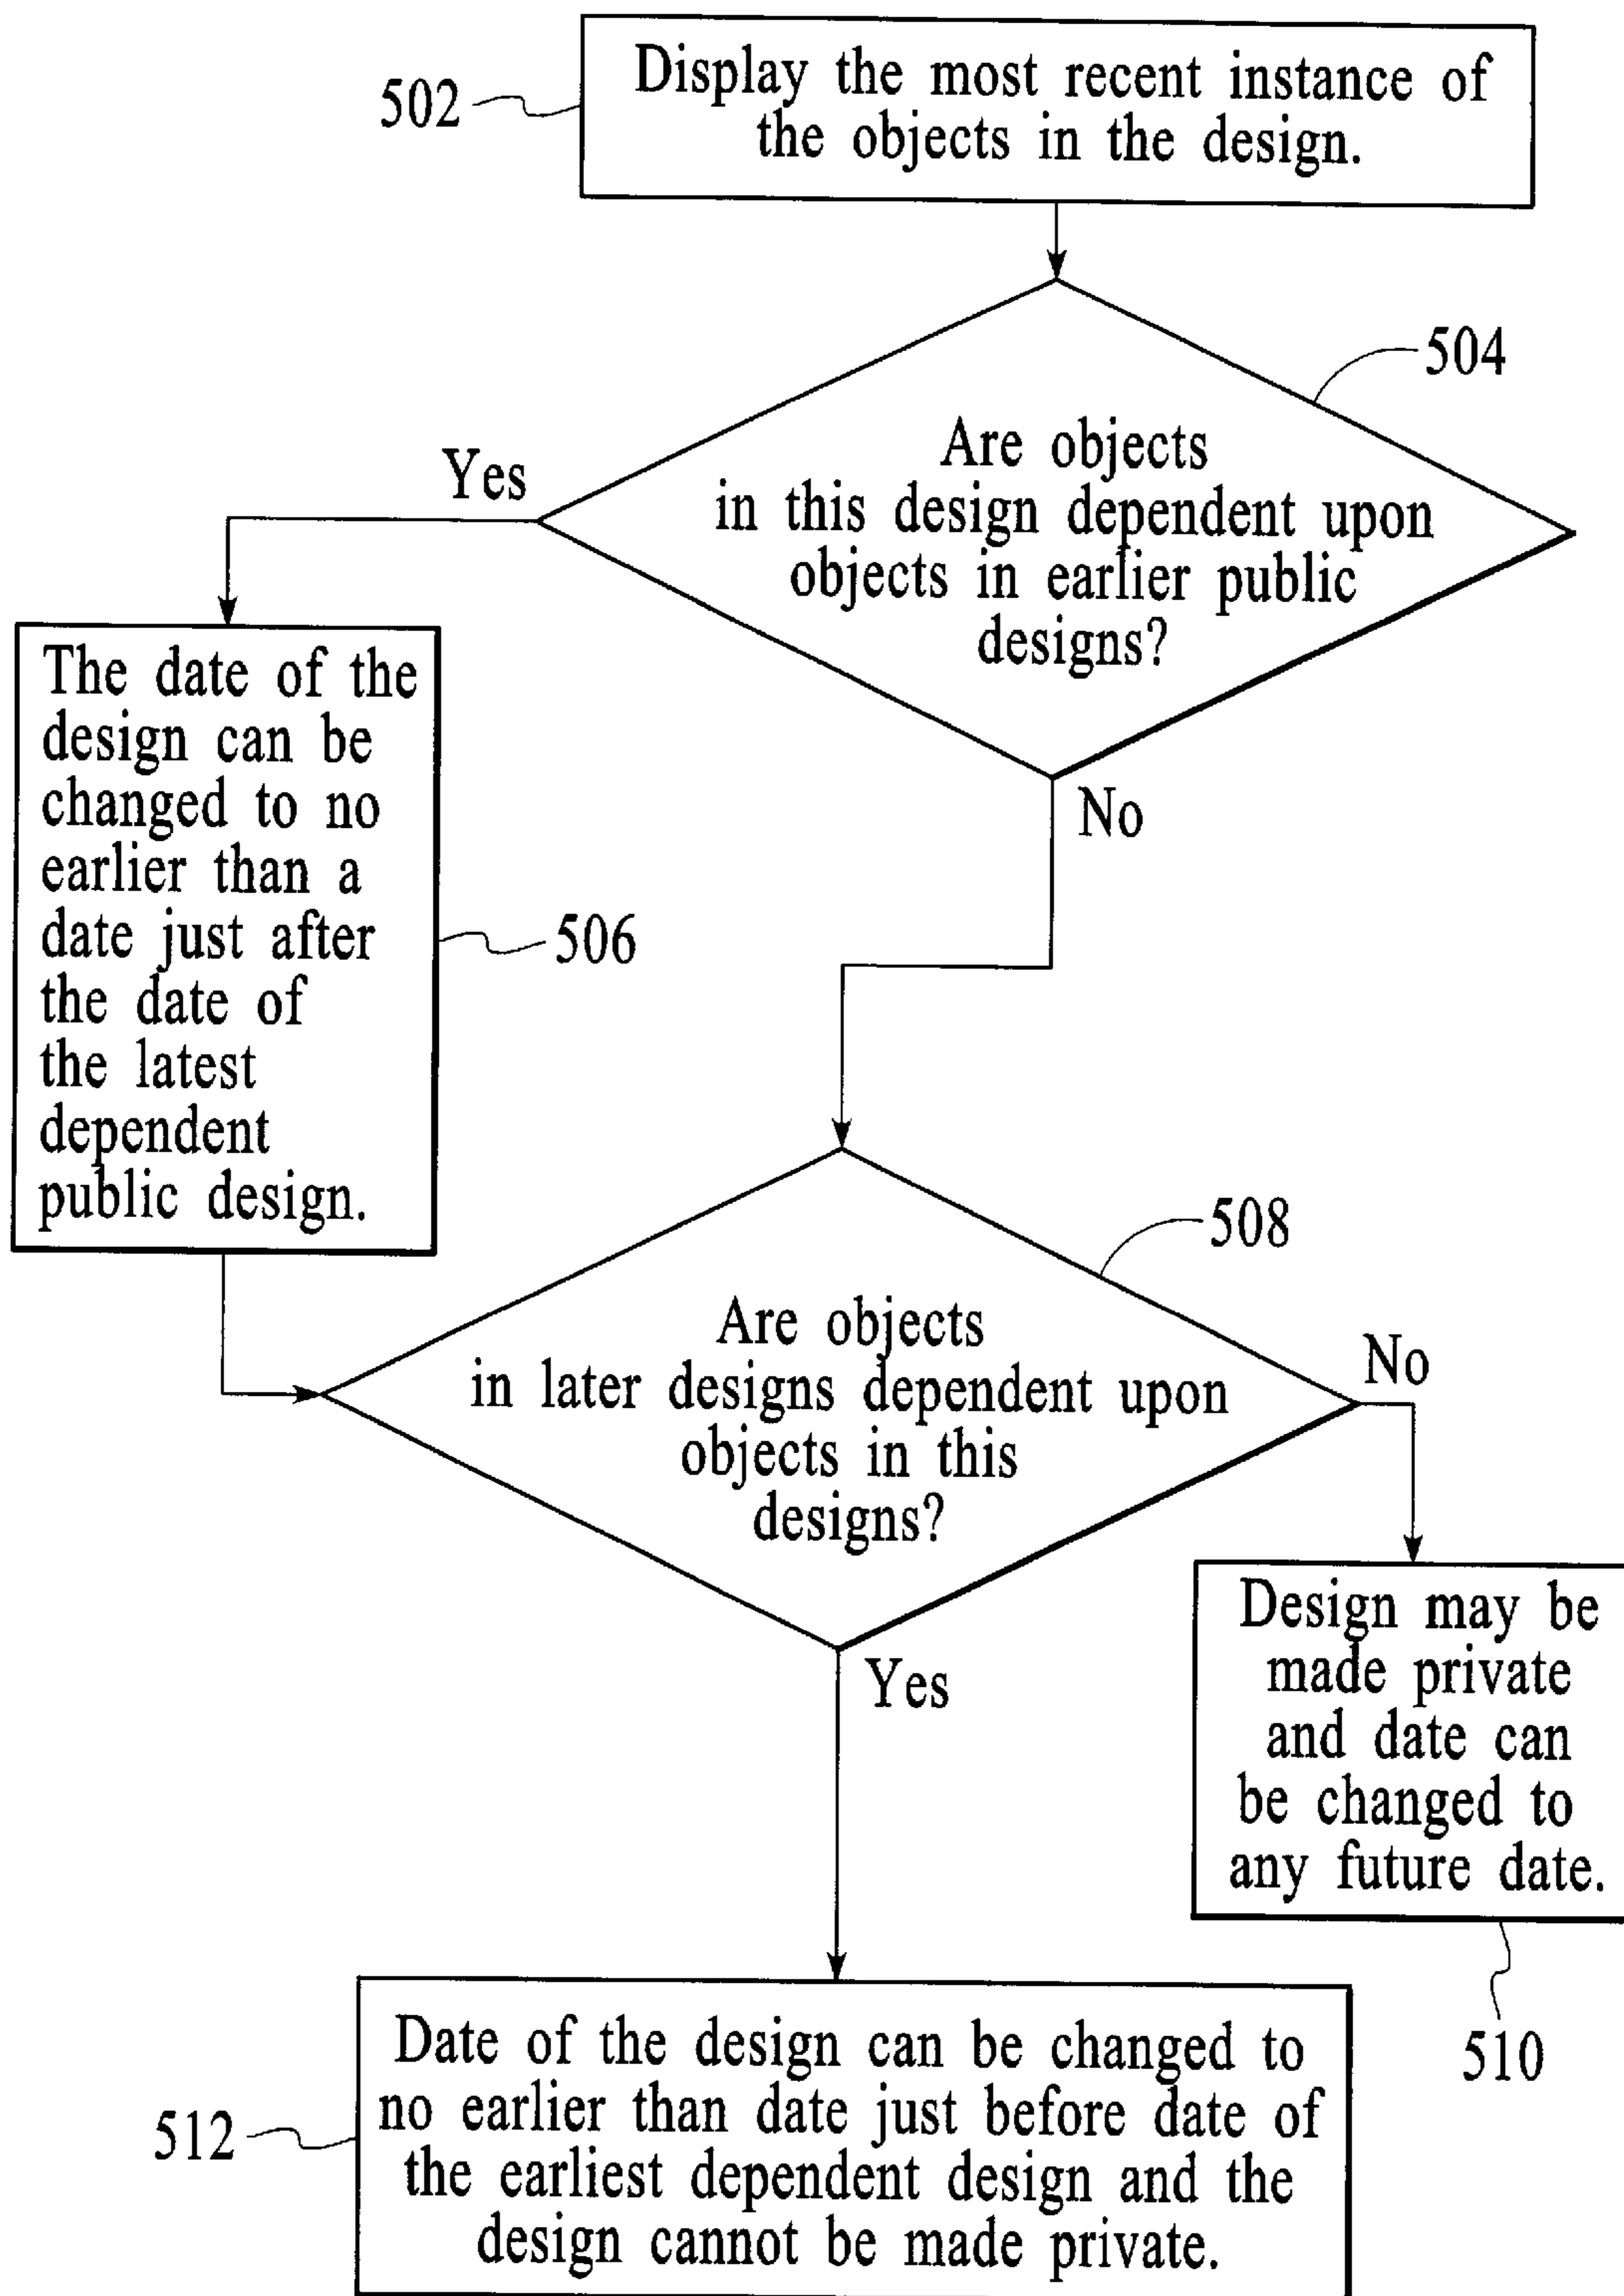 Display the most recent instance of
the objects in the design.
502
504
Are objects
in this design dependent upon
objects in earlier public
designs?
Yes
No
The date of the
design can be
changed to no
earlier than a
date just after
the date of
the latest
dependent
public design.
506
508
Are objects
in later designs dependent upon
objects in this
designs?
No
Yes
Design may be
made private
and date can
be changed to
any future date.
510
Date of the design can be changed to
no earlier than date just before date of
the earliest dependent design and the
design cannot be made private.
512